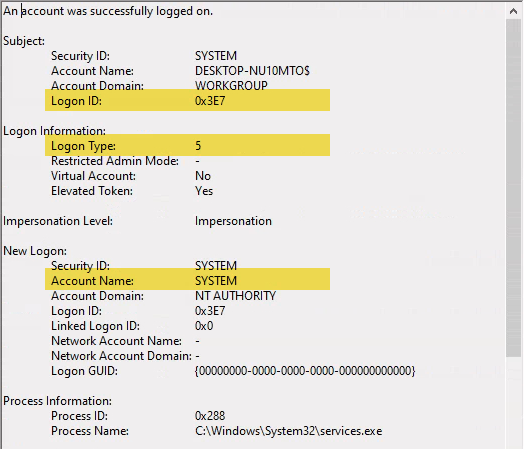 An account was successfully logged on.
Subject:
Security ID: SYSTEM
Account Name: DESKTOP-NU10MTO$
Account Domain: WORKGROUP
Logon ID: 0x3E7
Logon Information:
Logon Type: 5
Restricted Admin Mode: -
Virtual Account: No
Elevated Token: Yes
Impersonation Level: Impersonation
New Logon:
Security ID: SYSTEM
Account Name: SYSTEM
Account Domain: NT AUTHORITY
Logon ID: 0x3E7
Linked Logon ID: 0x0
Network Account Name: -
Network Account Domain: -
Logon GUID: {00000000-0000-0000-0000-000000000000}
Process Information:
Process ID: 0x288
Process Name: C:\Windows\System32\services.exe